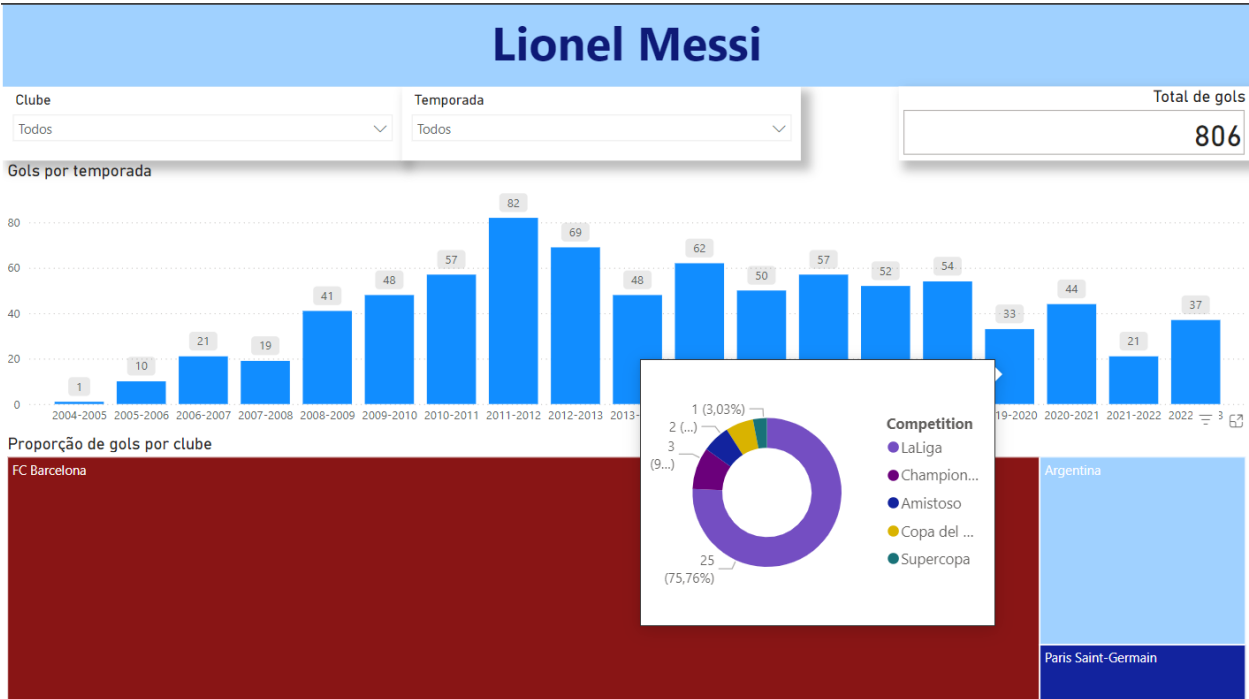 Lionel Messi
Clube
Temporada
Total de gols
Todos
Todos
806
Gols por temporada
80
60
40
20
0
1
10
21
19
41
48
57
82
69
48
62
50
57
52
54
33
44
21
37
2004-2005 2005-2006 2006-2007 2007-2008 2008-2009 2009-2010 2010-2011 2011-2012 2012-2013 2013- 19-2020 2020-2021 2021-2022 2022 3
1 (3,03%)
2 (...)
3
(9...)
25
(75,76%)
Competition
LaLiga
Champion...
Amistoso
Copa del ...
Supercopa
Proporção de gols por clube
FC Barcelona
Argentina
Paris Saint-Germain